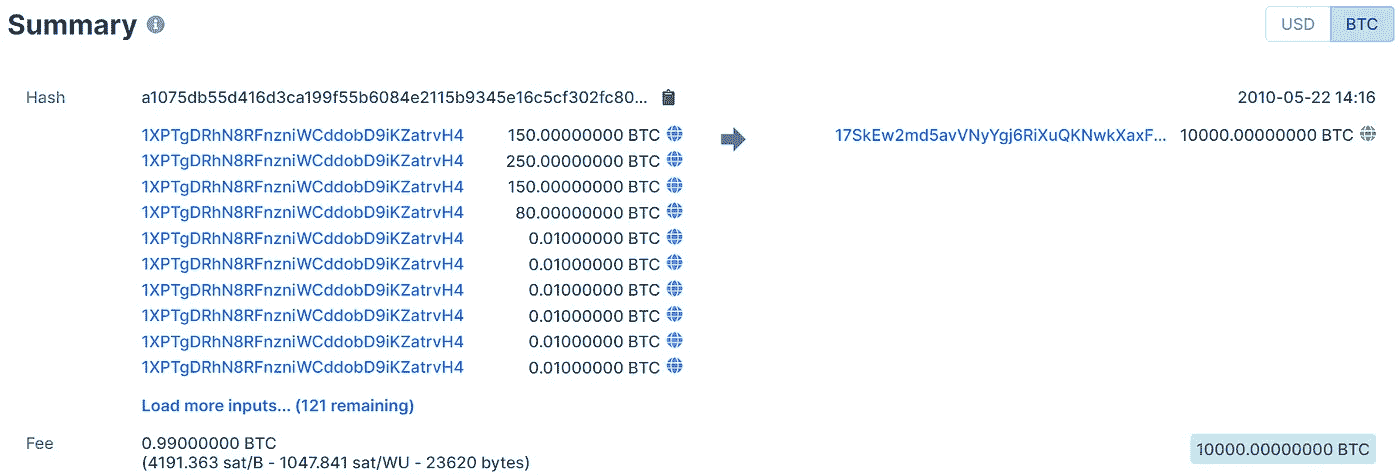 Summary
USD BTC
Hash a1075db55d416d3ca199f55b6084e2115b9345e16c5cf302fc80... 2010-05-22 14:16
1XPTgDRhN8RFnzniWCddobD9iKZatrvH4 150.00000000 BTC 17SkEw2md5avVNyYgj6RiXuQKNwkXaxF... 10000.00000000 BTC
1XPTgDRhN8RFnzniWCddobD9iKZatrvH4 250.00000000 BTC
1XPTgDRhN8RFnzniWCddobD9iKZatrvH4 150.00000000 BTC
1XPTgDRhN8RFnzniWCddobD9iKZatrvH4 80.00000000 BTC
1XPTgDRhN8RFnzniWCddobD9iKZatrvH4 0.01000000 BTC
1XPTgDRhN8RFnzniWCddobD9iKZatrvH4 0.01000000 BTC
1XPTgDRhN8RFnzniWCddobD9iKZatrvH4 0.01000000 BTC
1XPTgDRhN8RFnzniWCddobD9iKZatrvH4 0.01000000 BTC
1XPTgDRhN8RFnzniWCddobD9iKZatrvH4 0.01000000 BTC
1XPTgDRhN8RFnzniWCddobD9iKZatrvH4 0.01000000 BTC
Load more inputs... (121 remaining)
Fee 0.99000000 BTC 10000.00000000 BTC
(4191.363 sat/B - 1047.841 sat/WU - 23620 bytes)